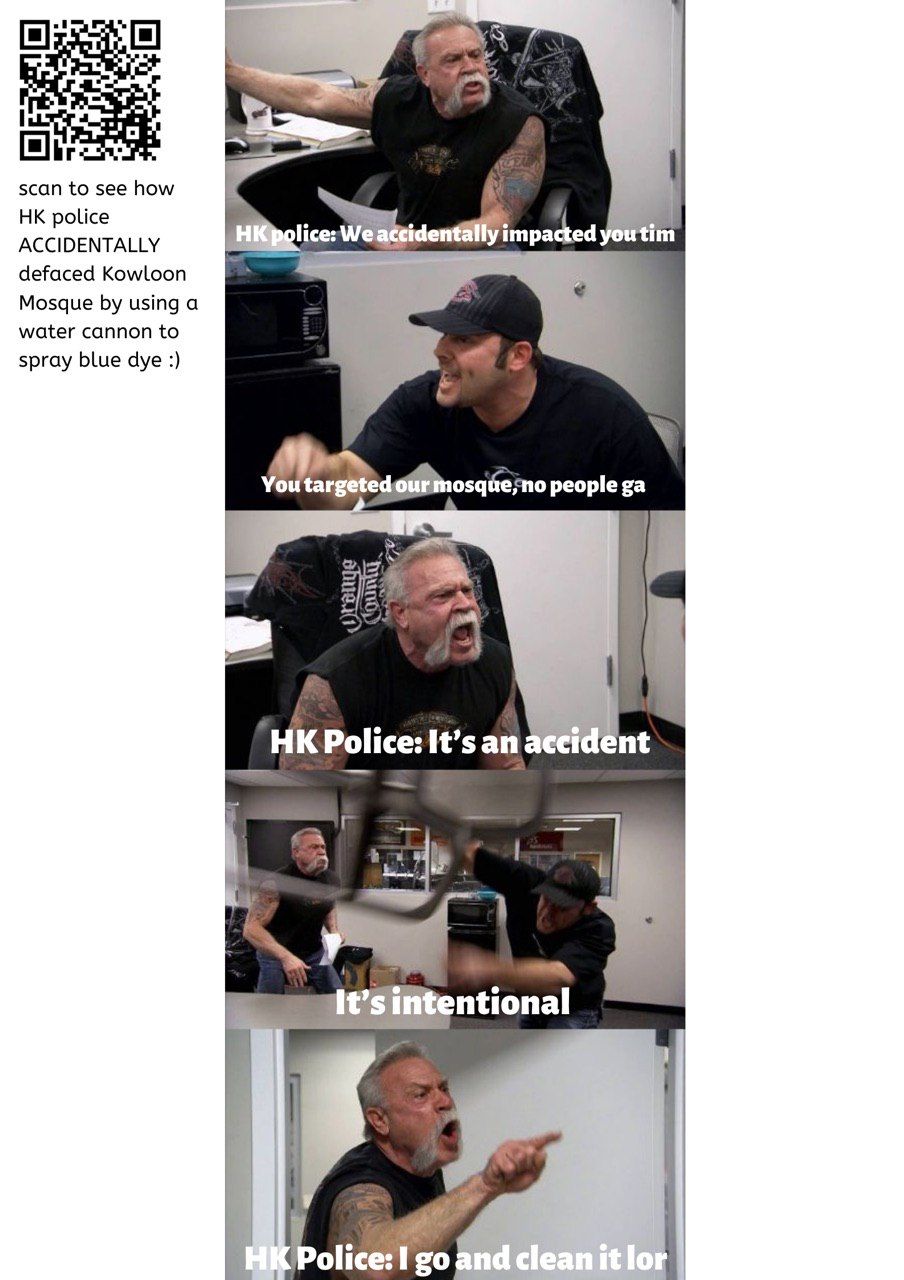 scan to see how
HK police
ACCIDENTALLY
defaced Kowloon
Mosque by using a
water cannon to
spray blue dye :)
HK police: We accidentally impacted you tim
You targeted our mosque, no people ga
Orange
County
HK Police: It's an accident
It's intentional
HK Police: I go and clean it lor